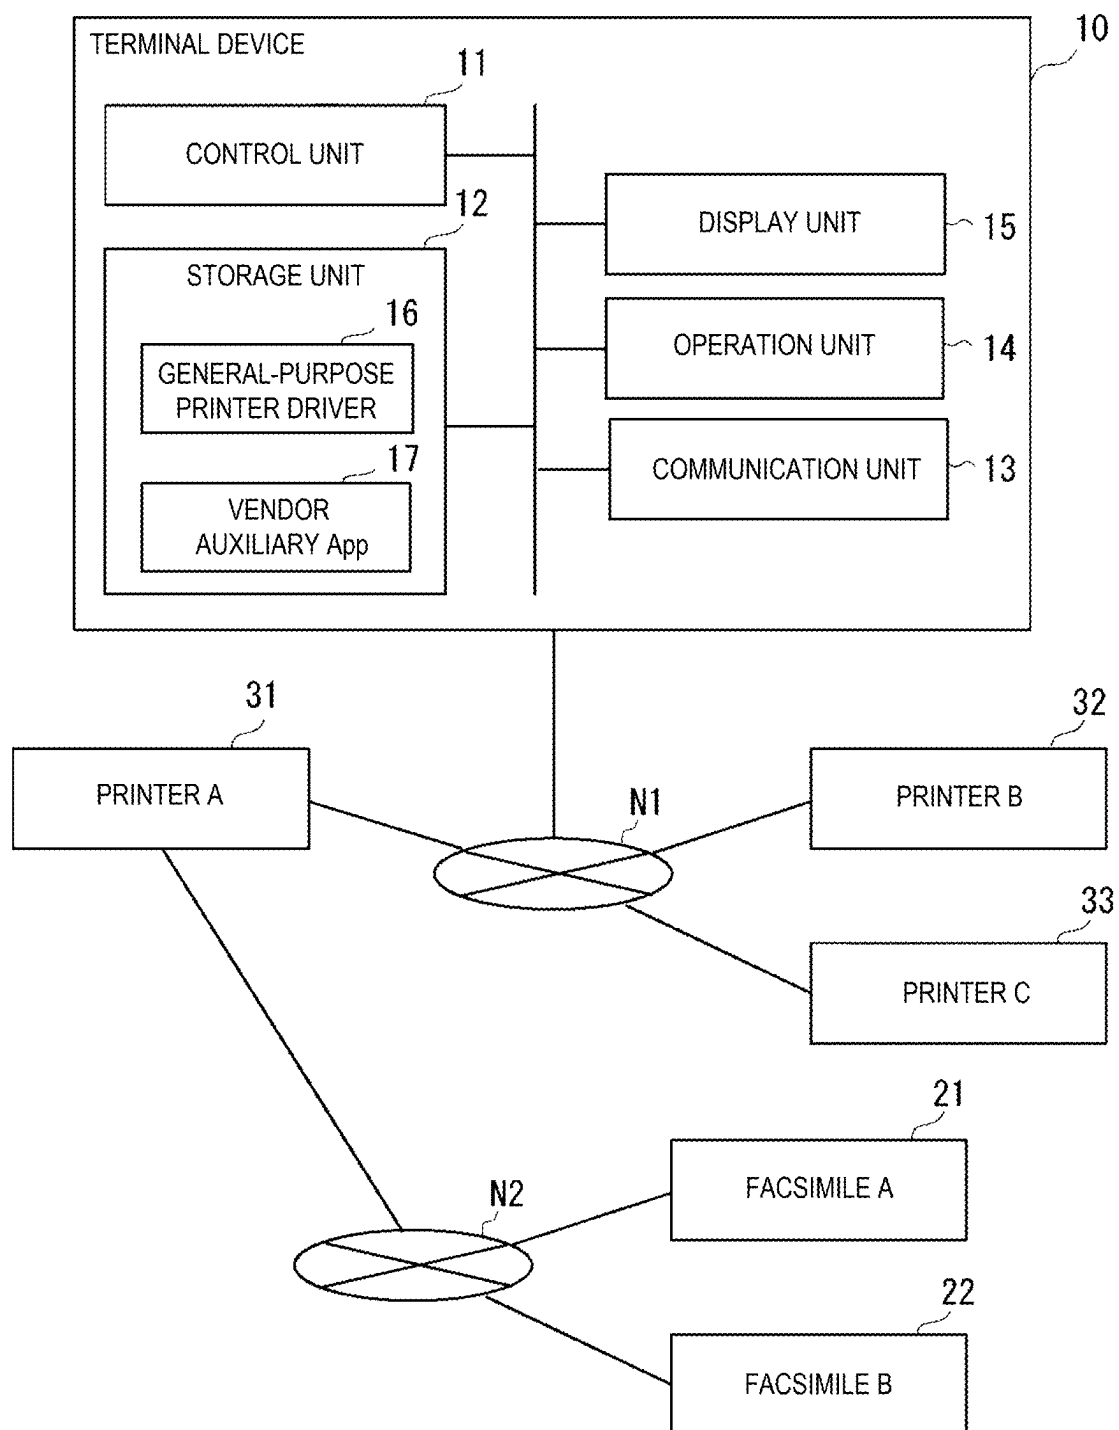 10
TERMINAL DEVICE
11
CONTROL UNIT
12
STORAGE UNIT
16
GENERAL-PURPOSE
PRINTER DRIVER
17
VENDOR
AUXILIARY App
DISPLAY UNIT
15
OPERATION UNIT
14
COMMUNICATION UNIT
13
31
PRINTER A
32
PRINTER B
N1
33
PRINTER C
21
FACSIMILE A
N2
22
FACSIMILE B